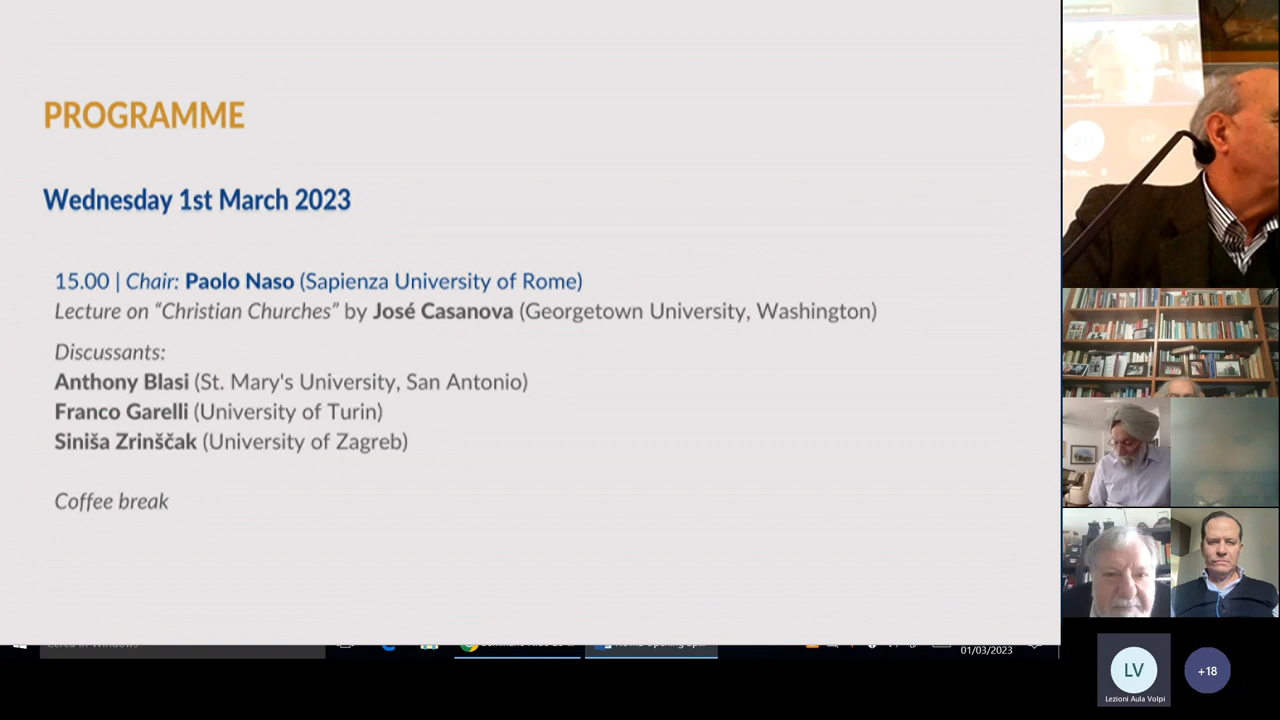 PROGRAMME
Wednesday 1st March 2023
15.00 | Chair: Paolo Naso (Sapienza University of Rome)
Lecture on “Christian Churches” by José Casanova (Georgetown University, Washington)
Discussants:
Anthony Blasi (St. Mary's University, San Antonio)
Franco Garelli (University of Turin)
Siniša Zrinščak (University of Zagreb)
Coffee break
01/03/2023
LV
Lezioni Aula Volpi
+18